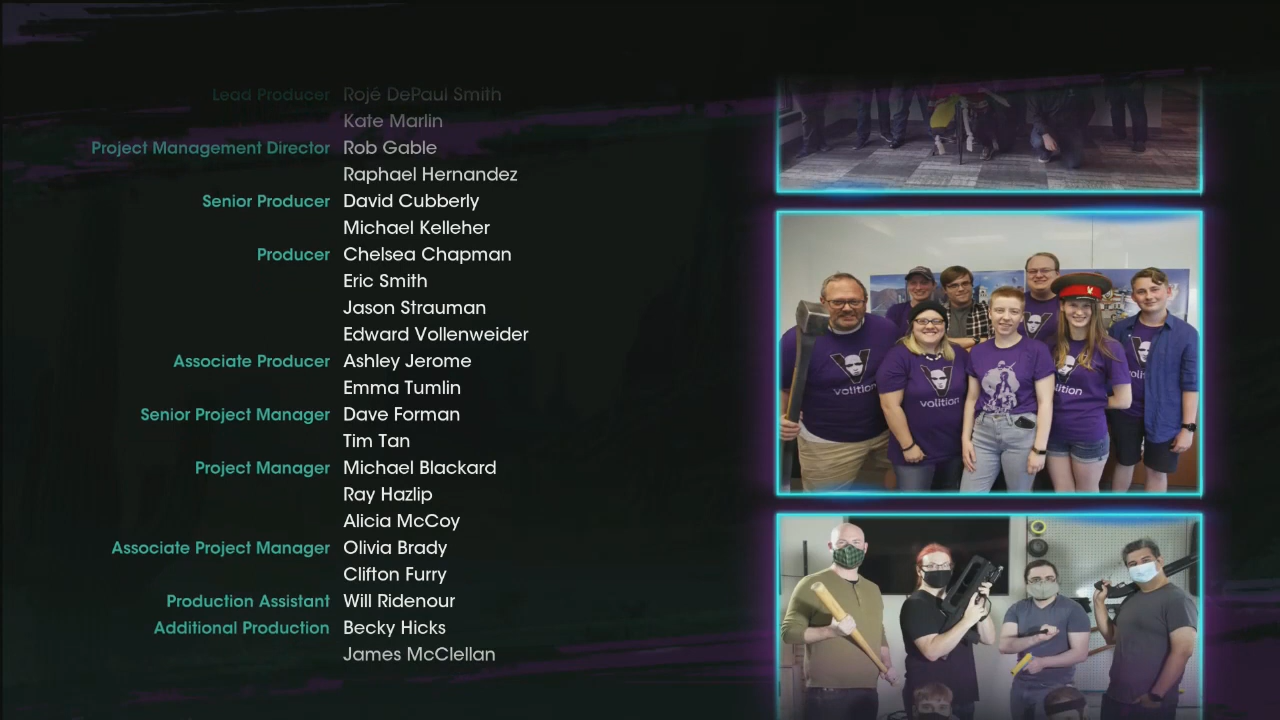 Lead Producer Rojé DePaul Smith
Kate Marlin
Project Management Director Rob Gable
Raphael Hernandez
Senior Producer David Cubberly
Michael Kelleher
Producer Chelsea Chapman
Eric Smith
Jason Strauman
Edward Vollenweider
Associate Producer Ashley Jerome
Emma Tumlin
Senior Project Manager Dave Forman
Tim Tan
Project Manager Michael Blackard
Ray Hazlip
Alicia McCoy
Associate Project Manager Olivia Brady
Clifton Furry
Production Assistant Will Ridenour
Additional Production Becky Hicks
James McClellan
volition
volition